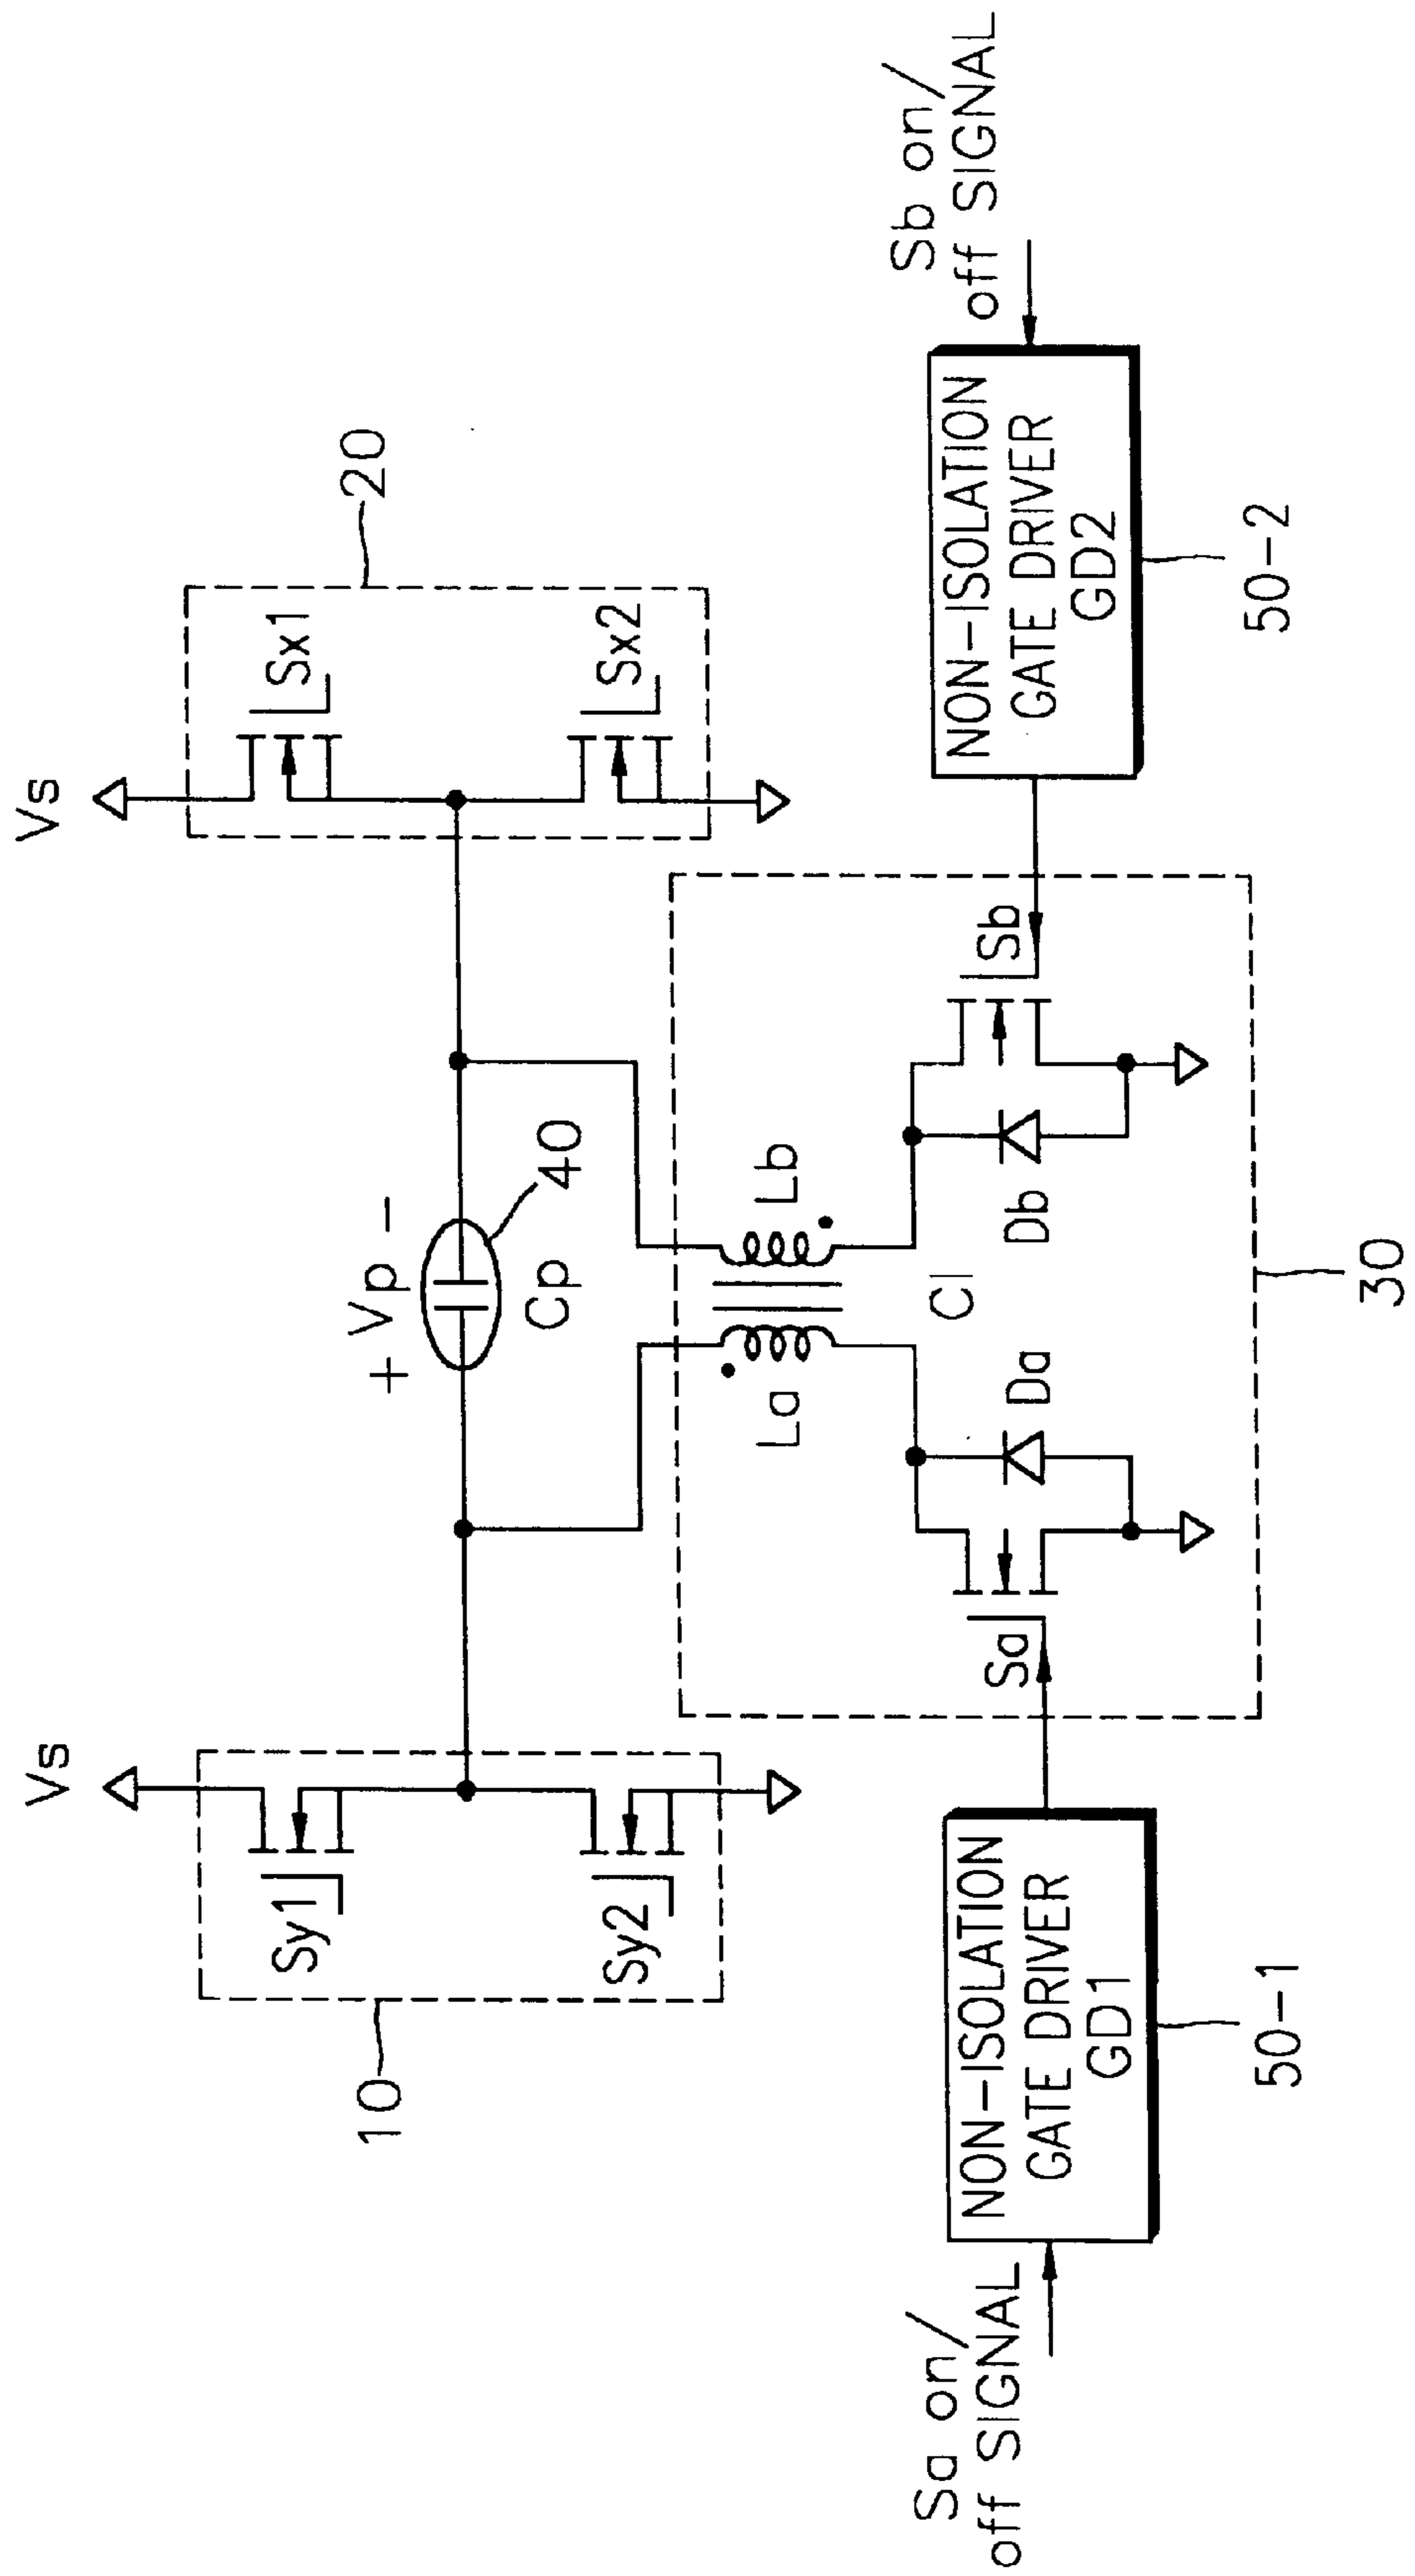 Vs
Vs
10
Sy1
Sy2
+ Vp -
Cp
40
20
Sx1
Sx2
La
Lb
CI
Sa
Da
Db
Sb
30
Sa on/
off SIGNAL
NON-ISOLATION
GATE DRIVER
GD1
50-1
NON-ISOLATION
GATE DRIVER
GD2
50-2
Sb on/
off SIGNAL